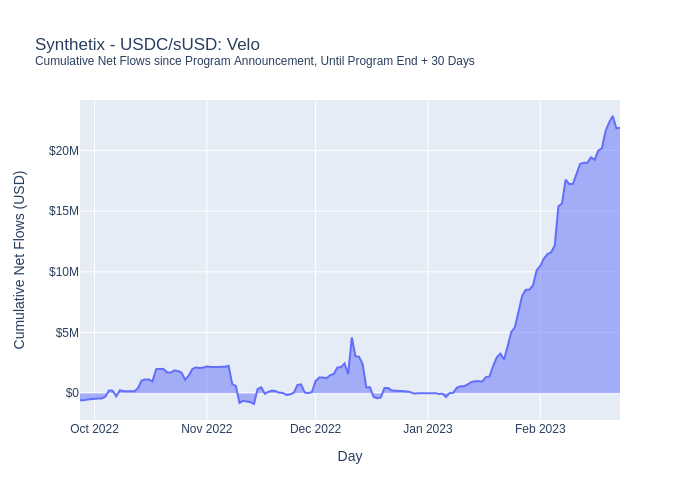 Synthetix - USDC/sUSD: Velo
Cumulative Net Flows since Program Announcement, Until Program End + 30 Days
Cumulative Net Flows (USD)
$20M
$15M
$10M
$5M
$0
Oct 2022
Nov 2022
Dec 2022
Jan 2023
Feb 2023
Day